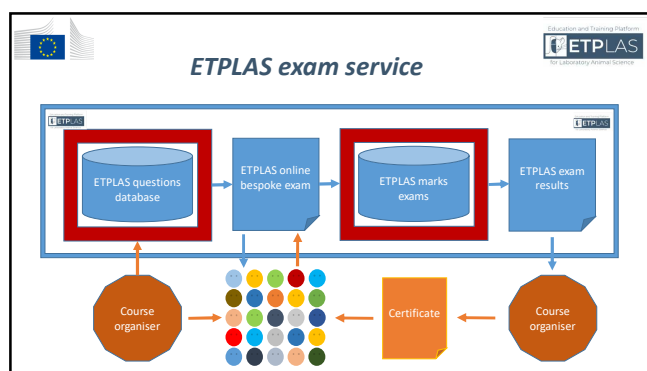 Education and Training Platform
ETPLAS
for Laboratory Animal Science
ETPLAS exam service
ETPLAS
ETPLAS
ETPLAS questions
database
ETPLAS online
bespoke exam
ETPLAS marks
exams
ETPLAS exam
results
Course
organiser
Certificate
Course
organiser